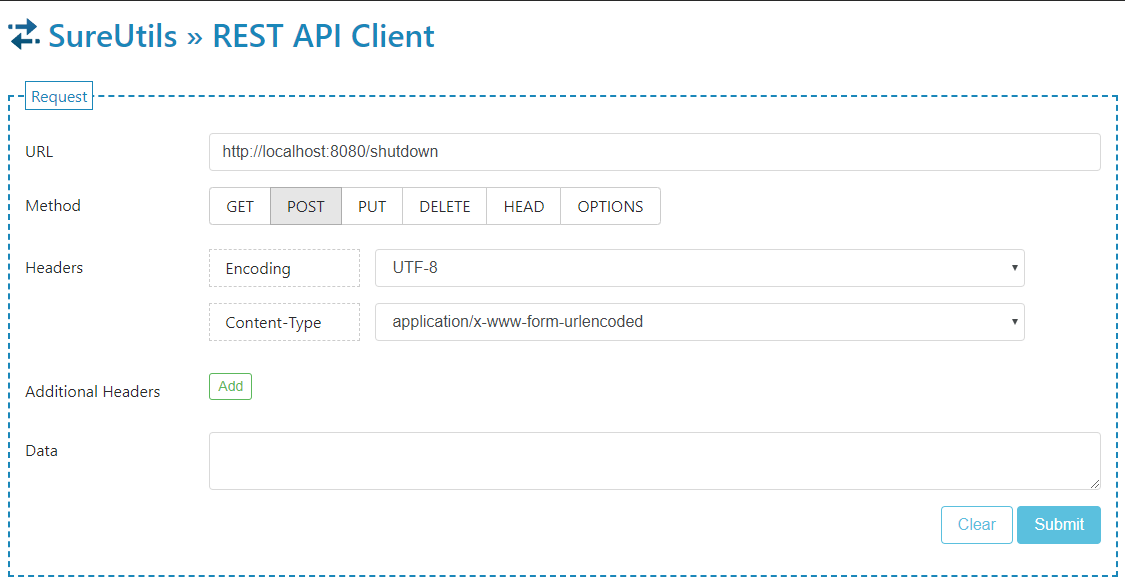 SureUtils » REST API Client
Request
URL
http://localhost:8080/shutdown
Method
GET POST PUT DELETE HEAD OPTIONS
Headers
Encoding
UTF-8
Content-Type
application/x-www-form-urlencoded
Additional Headers
Add
Data
Clear Submit